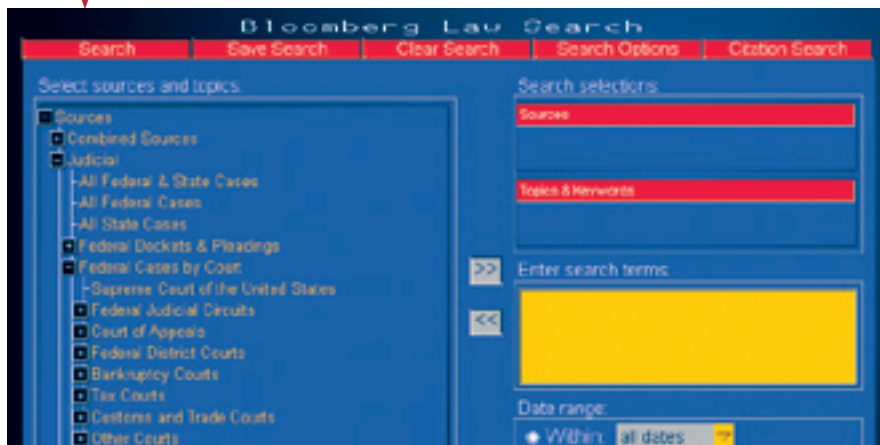 Bloomberg Law Search
Search Save Search Clear Search Search Options Citation Search
Select sources and topics:
Sources
Combined Sources
Judicial
All Federal & State Cases
All Federal Cases
All State Cases
Federal Dockets & Pleadings
Federal Cases by Court
Supreme Court of the United States
Federal Judicial Circuits
Court of Appeals
Federal District Courts
Bankruptcy Courts
Tax Courts
Customs and Trade Courts
Other Courts
>>
<<
Search selections:
Sources
Topics & Keywords
Enter search terms:
Date range:
Within: all dates